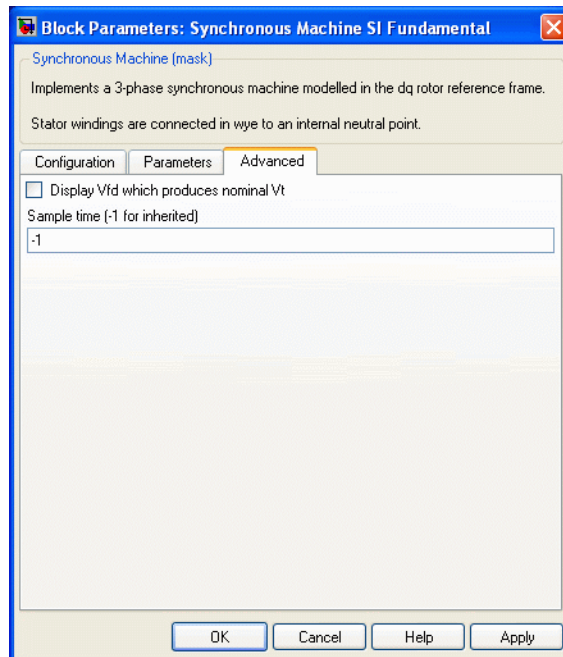 Block Parameters: Synchronous Machine SI Fundamental
Synchronous Machine (mask)
Implements a 3-phase synchronous machine modelled in the dq rotor reference frame.
Stator windings are connected in wye to an internal neutral point.
Configuration Parameters Advanced
Display Vfd which produces nominal Vt
Sample time (-1 for inherited)
-1
OK Cancel Help Apply